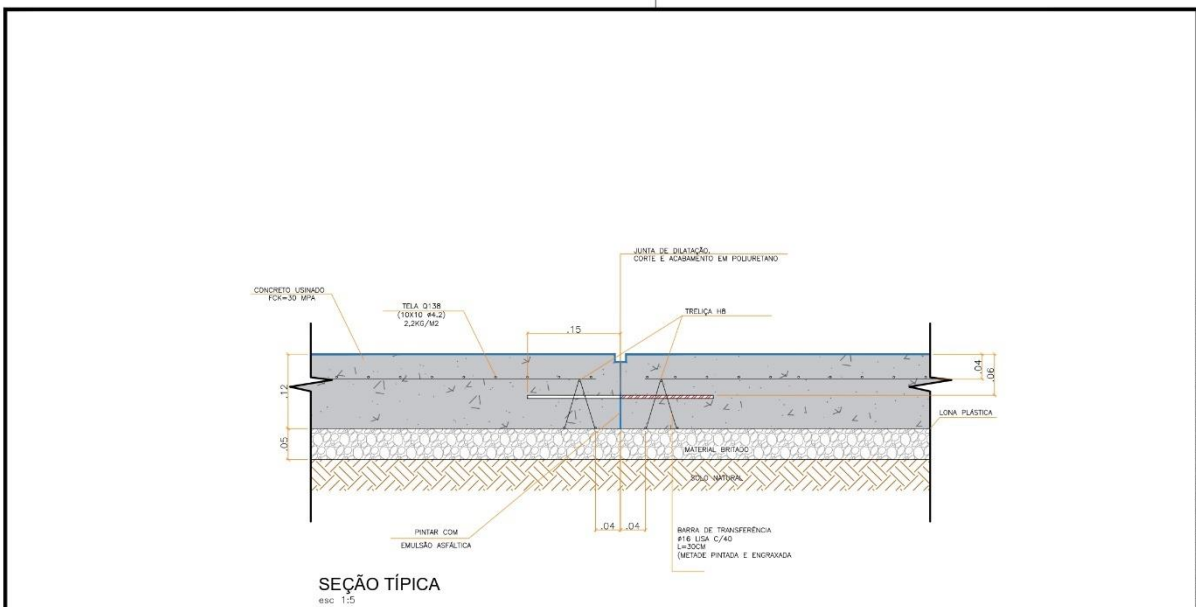 JUNTA DE DILATAÇÃO,
CORTE E ACABAMENTO EM POLIURETANO
CONCRETO USINADO
FCK=30 MPA
TELA Q138
(10X10 #4.2)
2,2KG/M2
TRELIÇA H8
.15
.04
.06
.12
.05
LONA PLÁSTICA
MATERIAL BRITADO
SOLO NATURAL
.04
.04
PINTAR COM
EMULSÃO ASFÁLTICA
BARRA DE TRANSFERÊNCIA
#16 LISA C/40
L=30CM
(METADE PINTADA E ENGRAXADA
SEÇÃO TÍPICA
esc 1:5